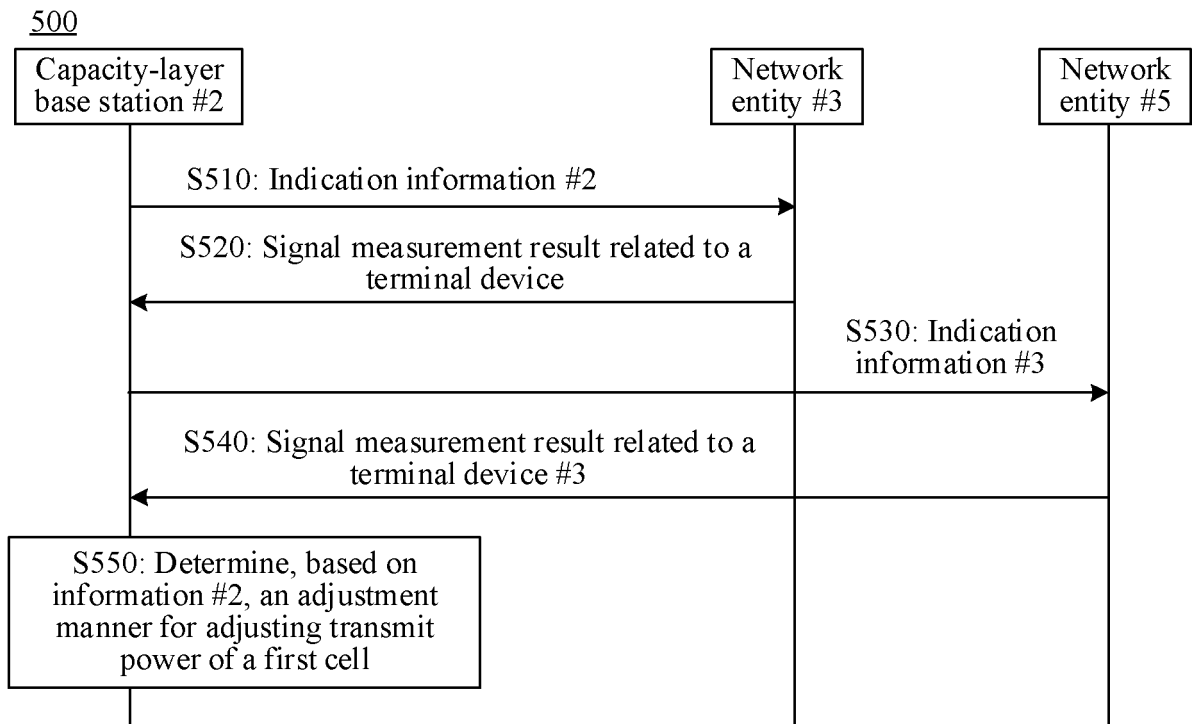 500
Capacity-layer
base station #2
Network
entity #3
Network
entity #5
S510: Indication information #2
S520: Signal measurement result related to a
terminal device
S530: Indication
information #3
S540: Signal measurement result related to a
terminal device #3
S550: Determine, based on
information #2, an adjustment
manner for adjusting transmit
power of a first cell